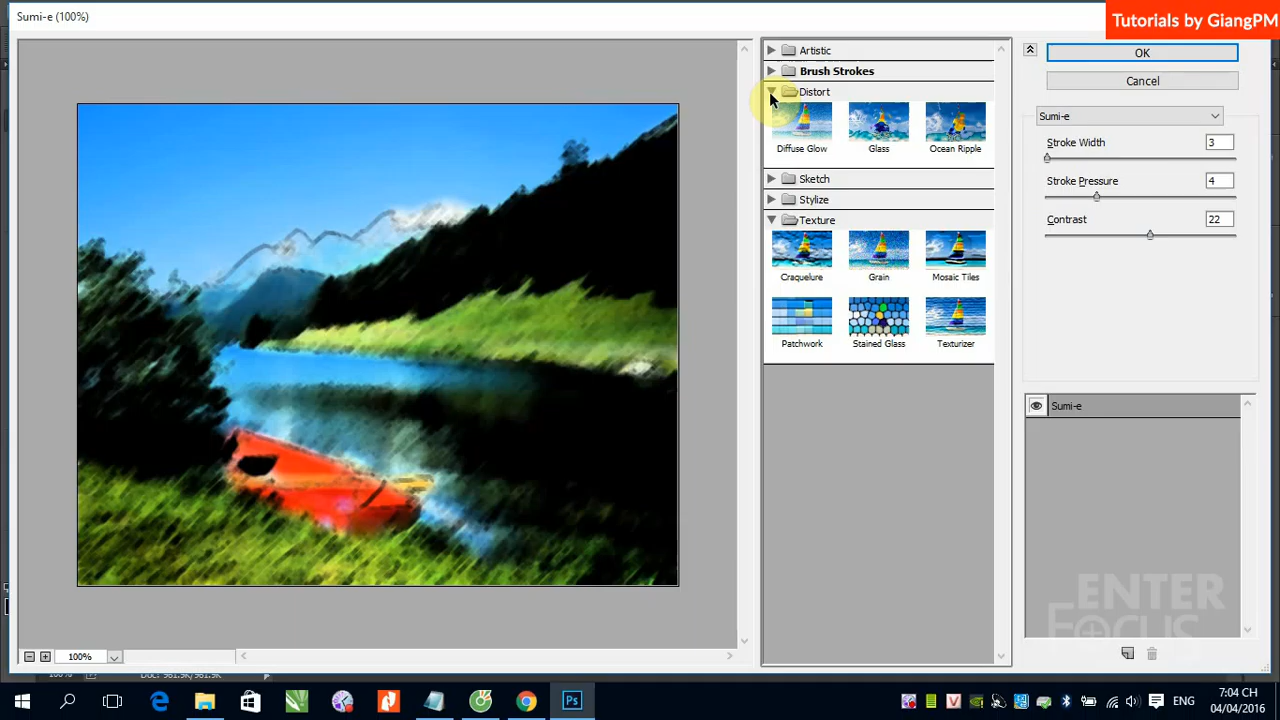 Sumi-e (100%)
Tutorials by GiangPM
Artistic
Brush Strokes
Distort
Diffuse Glow
Glass
Ocean Ripple
Sketch
Stylize
Texture
Craquelure
Grain
Mosaic Tiles
Patchwork
Stained Glass
Texturizer
OK
Cancel
Sumi-e
Stroke Width
3
Stroke Pressure
4
Contrast
22
Sumi-e
ENTER
FOCUS
100%
ENG
7:04 CH
04/04/2016